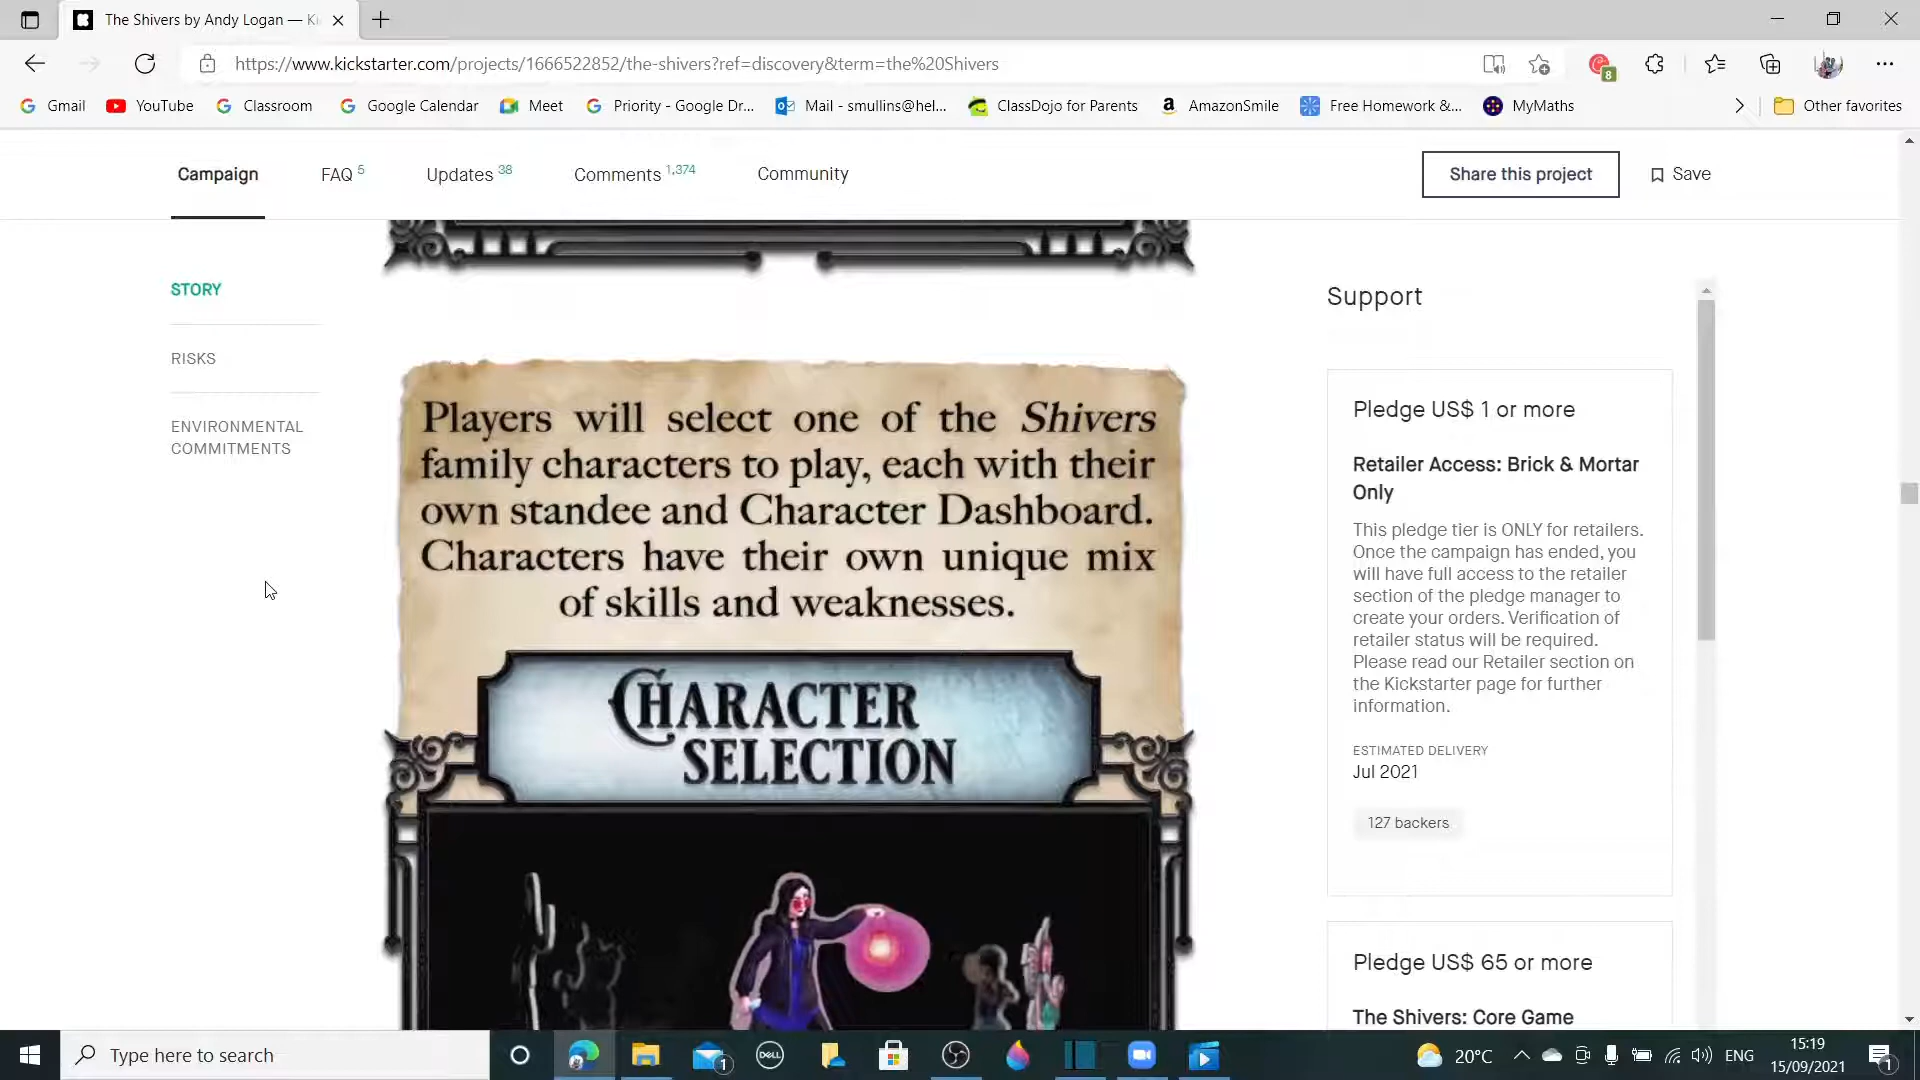 The Shivers by Andy Logan — Ki
https://www.kickstarter.com/projects/1666522852/the-shivers?ref=discovery&term=the%20Shivers
8
Gmail
YouTube
Classroom
Google Calendar
Meet
Priority - Google Dr...
Mail - smullins@hel...
ClassDojo for Parents
AmazonSmile
Free Homework &...
MyMaths
Other favorites
Campaign
FAQ 5
Updates 38
Comments 1,374
Community
Share this project
Save
STORY
RISKS
ENVIRONMENTAL
COMMITMENTS
Players will select one of the Shivers
family characters to play, each with their
own standee and Character Dashboard.
Characters have their own unique mix
of skills and weaknesses.
CHARACTER
SELECTION
Support
Pledge US$ 1 or more
Retailer Access: Brick & Mortar
Only
This pledge tier is ONLY for retailers.
Once the campaign has ended, you
will have full access to the retailer
section of the pledge manager to
create your orders. Verification of
retailer status will be required.
Please read our Retailer section on
the Kickstarter page for further
information.
ESTIMATED DELIVERY
Jul 2021
127 backers
Pledge US$ 65 or more
The Shivers: Core Game
Type here to search
1
DELL
20°C
ENG
15:19
15/09/2021
1